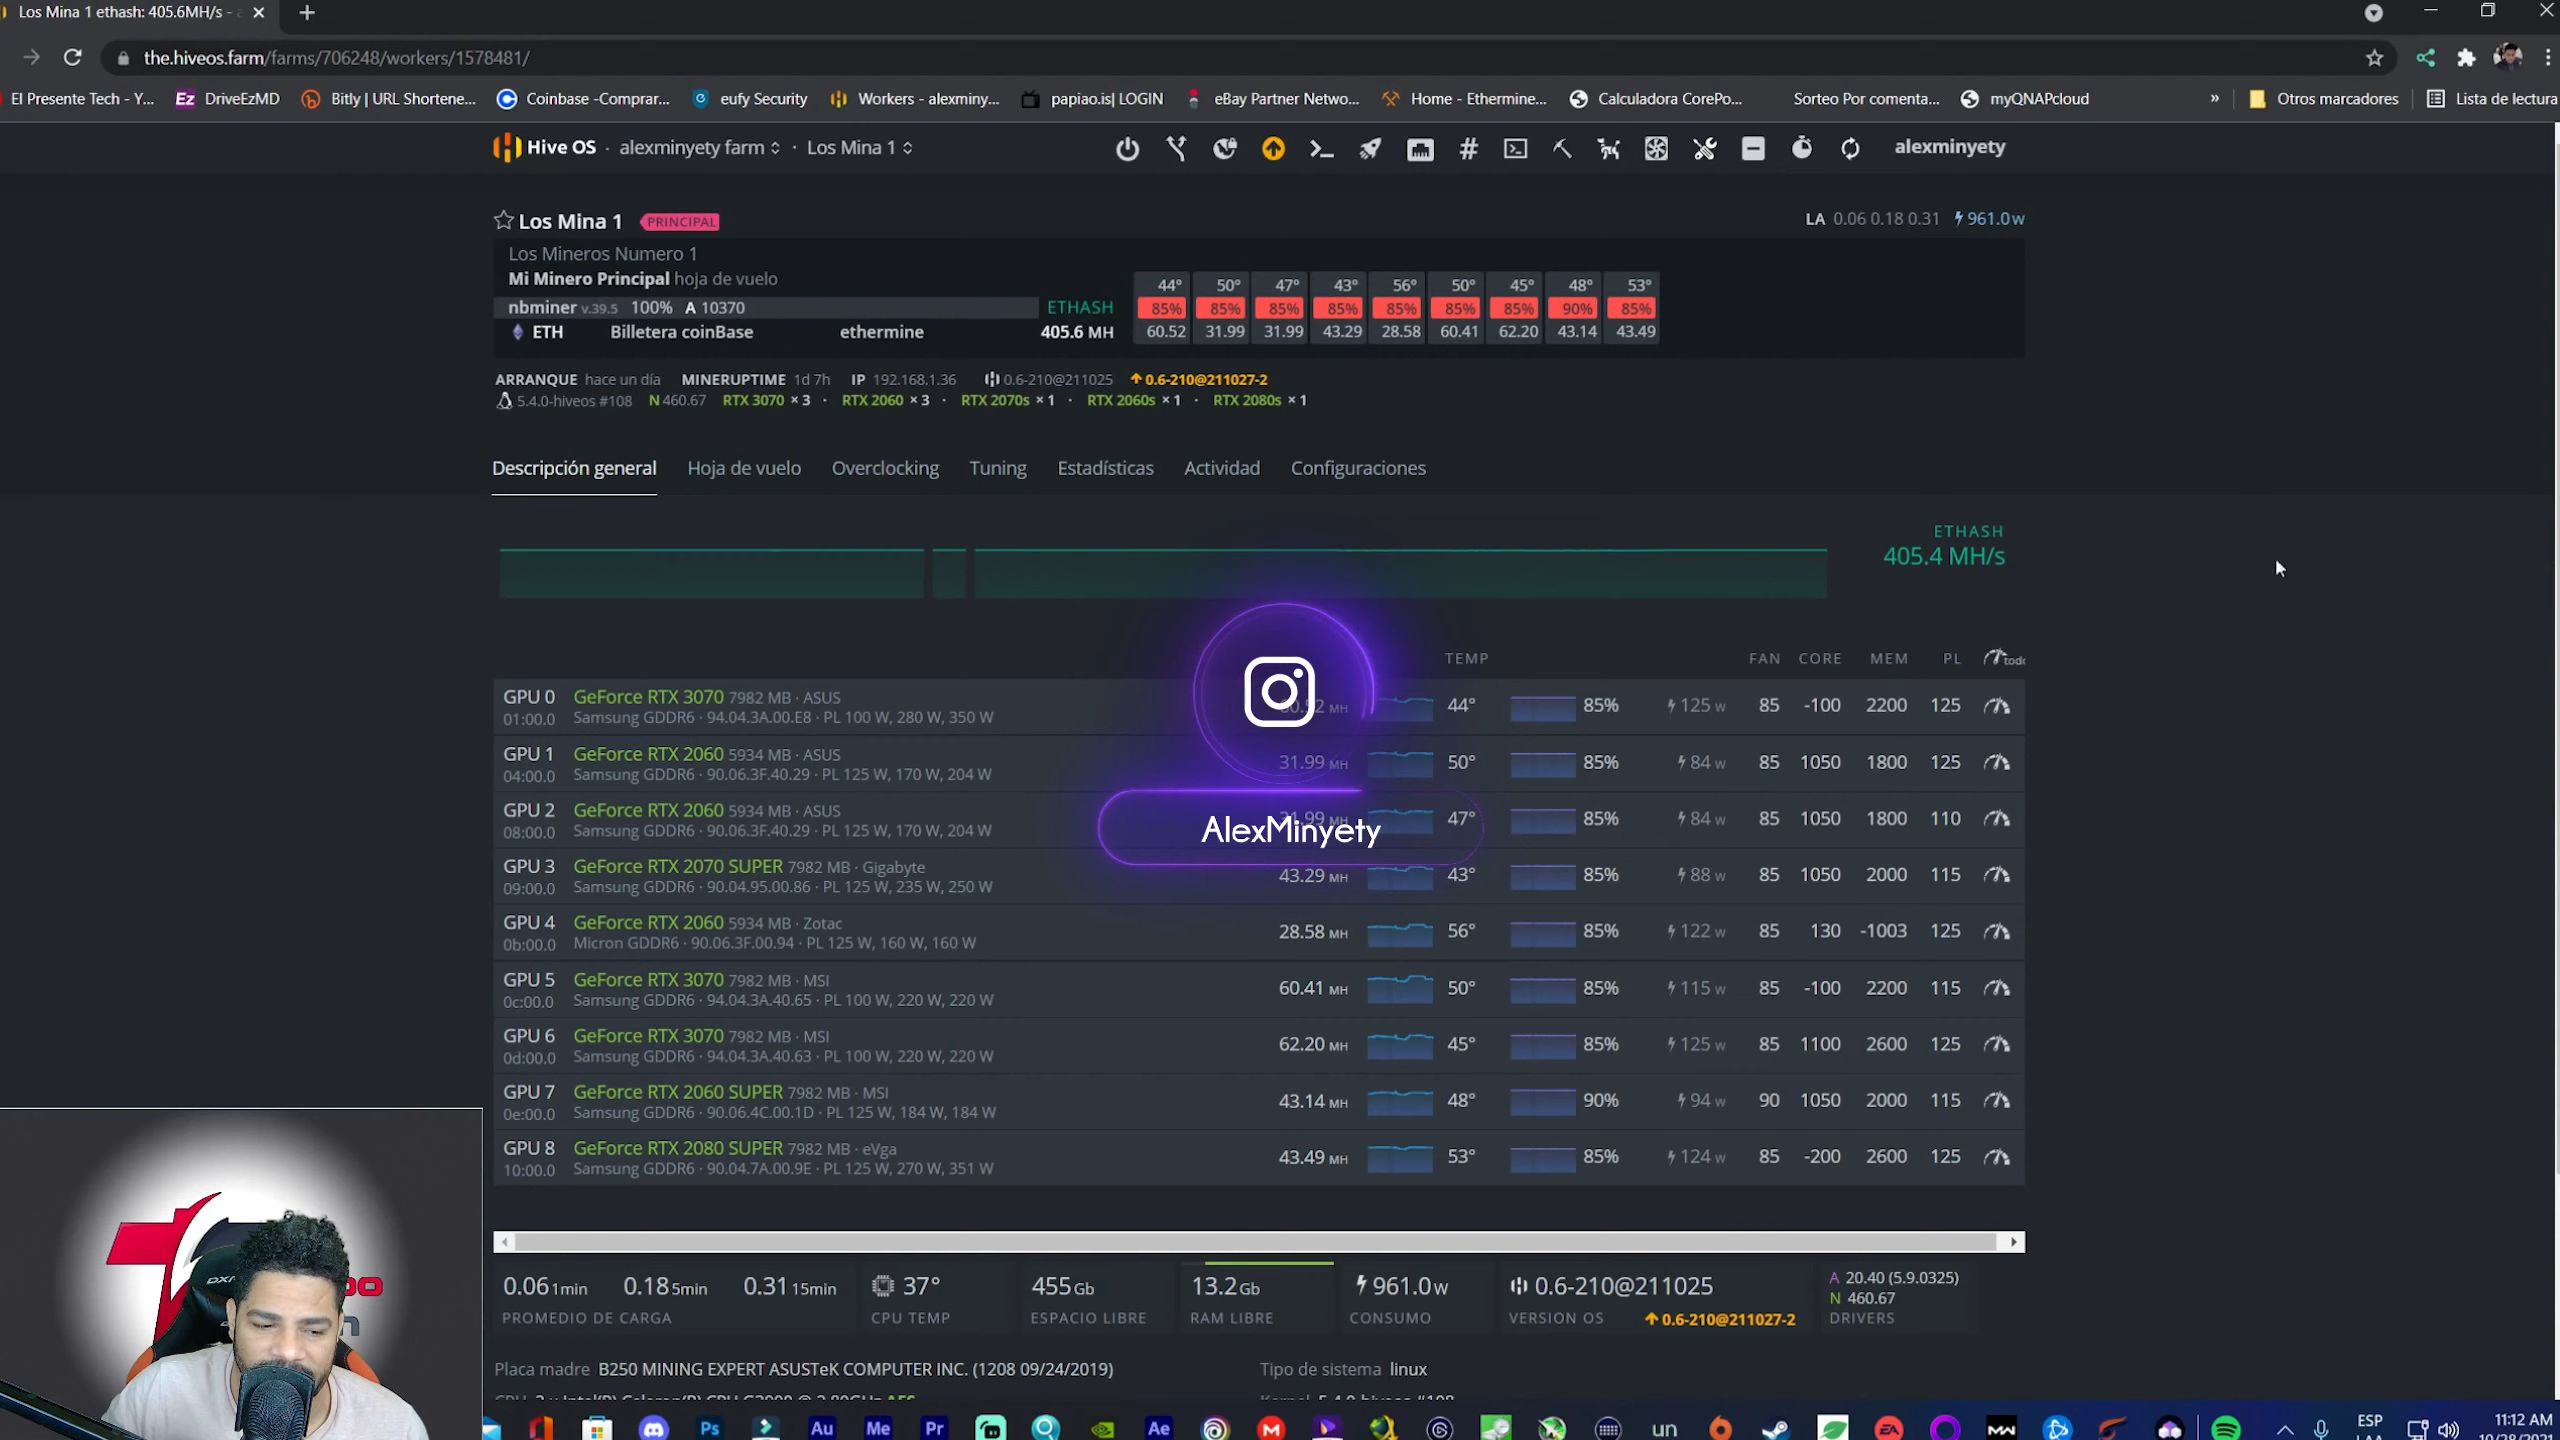 Los Mina 1 ethash: 405.6MH/s -
the.hiveos.farm/farms/706248/workers/1578481/
El Presente Tech - Y... Ez DriveEzMD Bitly | URL Shortene... Coinbase -Comprar... eufy Security Workers - alexminy... papiao.is| LOGIN eBay Partner Netwo... Home - Ethermine... Calculadora CorePo... Sorteo Por comenta... myQNAPcloud » Otros marcadores Lista de lectura
Hive OS · alexminyety farm · Los Mina 1 alexminyety
Los Mina 1 PRINCIPAL LA 0.06 0.18 0.31 961.0w
Los Mineros Numero 1
Mi Minero Principal hoja de vuelo 44° 50° 47° 43° 56° 50° 45° 48° 53°
nbminer v.39.5 100% A 10370 ETHASH 85% 85% 85% 85% 85% 85% 85% 90% 85%
ETH Billetera coinBase ethermine 405.6 MH 60.52 31.99 31.99 43.29 28.58 60.41 62.20 43.14 43.49
ARRANQUE hace un día MINERUPTIME 1d 7h IP 192.168.1.36 0.6-210@211025 0.6-210@211027-2
5.4.0-hiveos #108 N 460.67 RTX 3070 ×3 · RTX 2060 ×3 · RTX 2070s ×1 · RTX 2060s ×1 · RTX 2080s ×1
Descripción general Hoja de vuelo Overclocking Tuning Estadísticas Actividad Configuraciones
ETHASH
405.4 MH/s
TEMP FAN CORE MEM PL todo
GPU 0 GeForce RTX 3070 7982 MB · ASUS MH 44° 85% 125 w 85 -100 2200 125
01:00.0 Samsung GDDR6 · 94.04.3A.00.E8 · PL 100 W, 280 W, 350 W
GPU 1 GeForce RTX 2060 5934 MB · ASUS 31.99 MH 50° 85% 84 w 85 1050 1800 125
04:00.0 Samsung GDDR6 · 90.06.3F.40.29 · PL 125 W, 170 W, 204 W
GPU 2 GeForce RTX 2060 5934 MB · ASUS 31.99 MH 47° 85% 84 w 85 1050 1800 110
08:00.0 Samsung GDDR6 · 90.06.3F.40.29 · PL 125 W, 170 W, 204 W
AlexMinyety
GPU 3 GeForce RTX 2070 SUPER 7982 MB · Gigabyte 43.29 MH 43° 85% 88 w 85 1050 2000 115
09:00.0 Samsung GDDR6 · 90.04.95.00.86 · PL 125 W, 235 W, 250 W
GPU 4 GeForce RTX 2060 5934 MB · Zotac 28.58 MH 56° 85% 122 w 85 130 -1003 125
0b:00.0 Micron GDDR6 · 90.06.3F.00.94 · PL 125 W, 160 W, 160 W
GPU 5 GeForce RTX 3070 7982 MB · MSI 60.41 MH 50° 85% 115 w 85 -100 2200 115
0c:00.0 Samsung GDDR6 · 94.04.3A.40.65 · PL 100 W, 220 W, 220 W
GPU 6 GeForce RTX 3070 7982 MB · MSI 62.20 MH 45° 85% 125 w 85 1100 2600 125
0d:00.0 Samsung GDDR6 · 94.04.3A.40.63 · PL 100 W, 220 W, 220 W
GPU 7 GeForce RTX 2060 SUPER 7982 MB · MSI 43.14 MH 48° 90% 94 w 90 1050 2000 115
0e:00.0 Samsung GDDR6 · 90.06.4C.00.1D · PL 125 W, 184 W, 184 W
GPU 8 GeForce RTX 2080 SUPER 7982 MB · eVga 43.49 MH 53° 85% 124 w 85 -200 2600 125
10:00.0 Samsung GDDR6 · 90.04.7A.00.9E · PL 125 W, 270 W, 351 W
0.06 1min 0.18 5min 0.31 15min 37° 455 Gb 13.2 Gb 961.0 w 0.6-210@211025 A 20.40 (5.9.0325)
N 460.67
PROMEDIO DE CARGA CPU TEMP ESPACIO LIBRE RAM LIBRE CONSUMO VERSION OS 0.6-210@211027-2 DRIVERS
Placa madre B250 MINING EXPERT ASUSTeK COMPUTER INC. (1208 09/24/2019) Tipo de sistema linux
Ps Au Me Pr Ae un EA ESP 11:12 AM